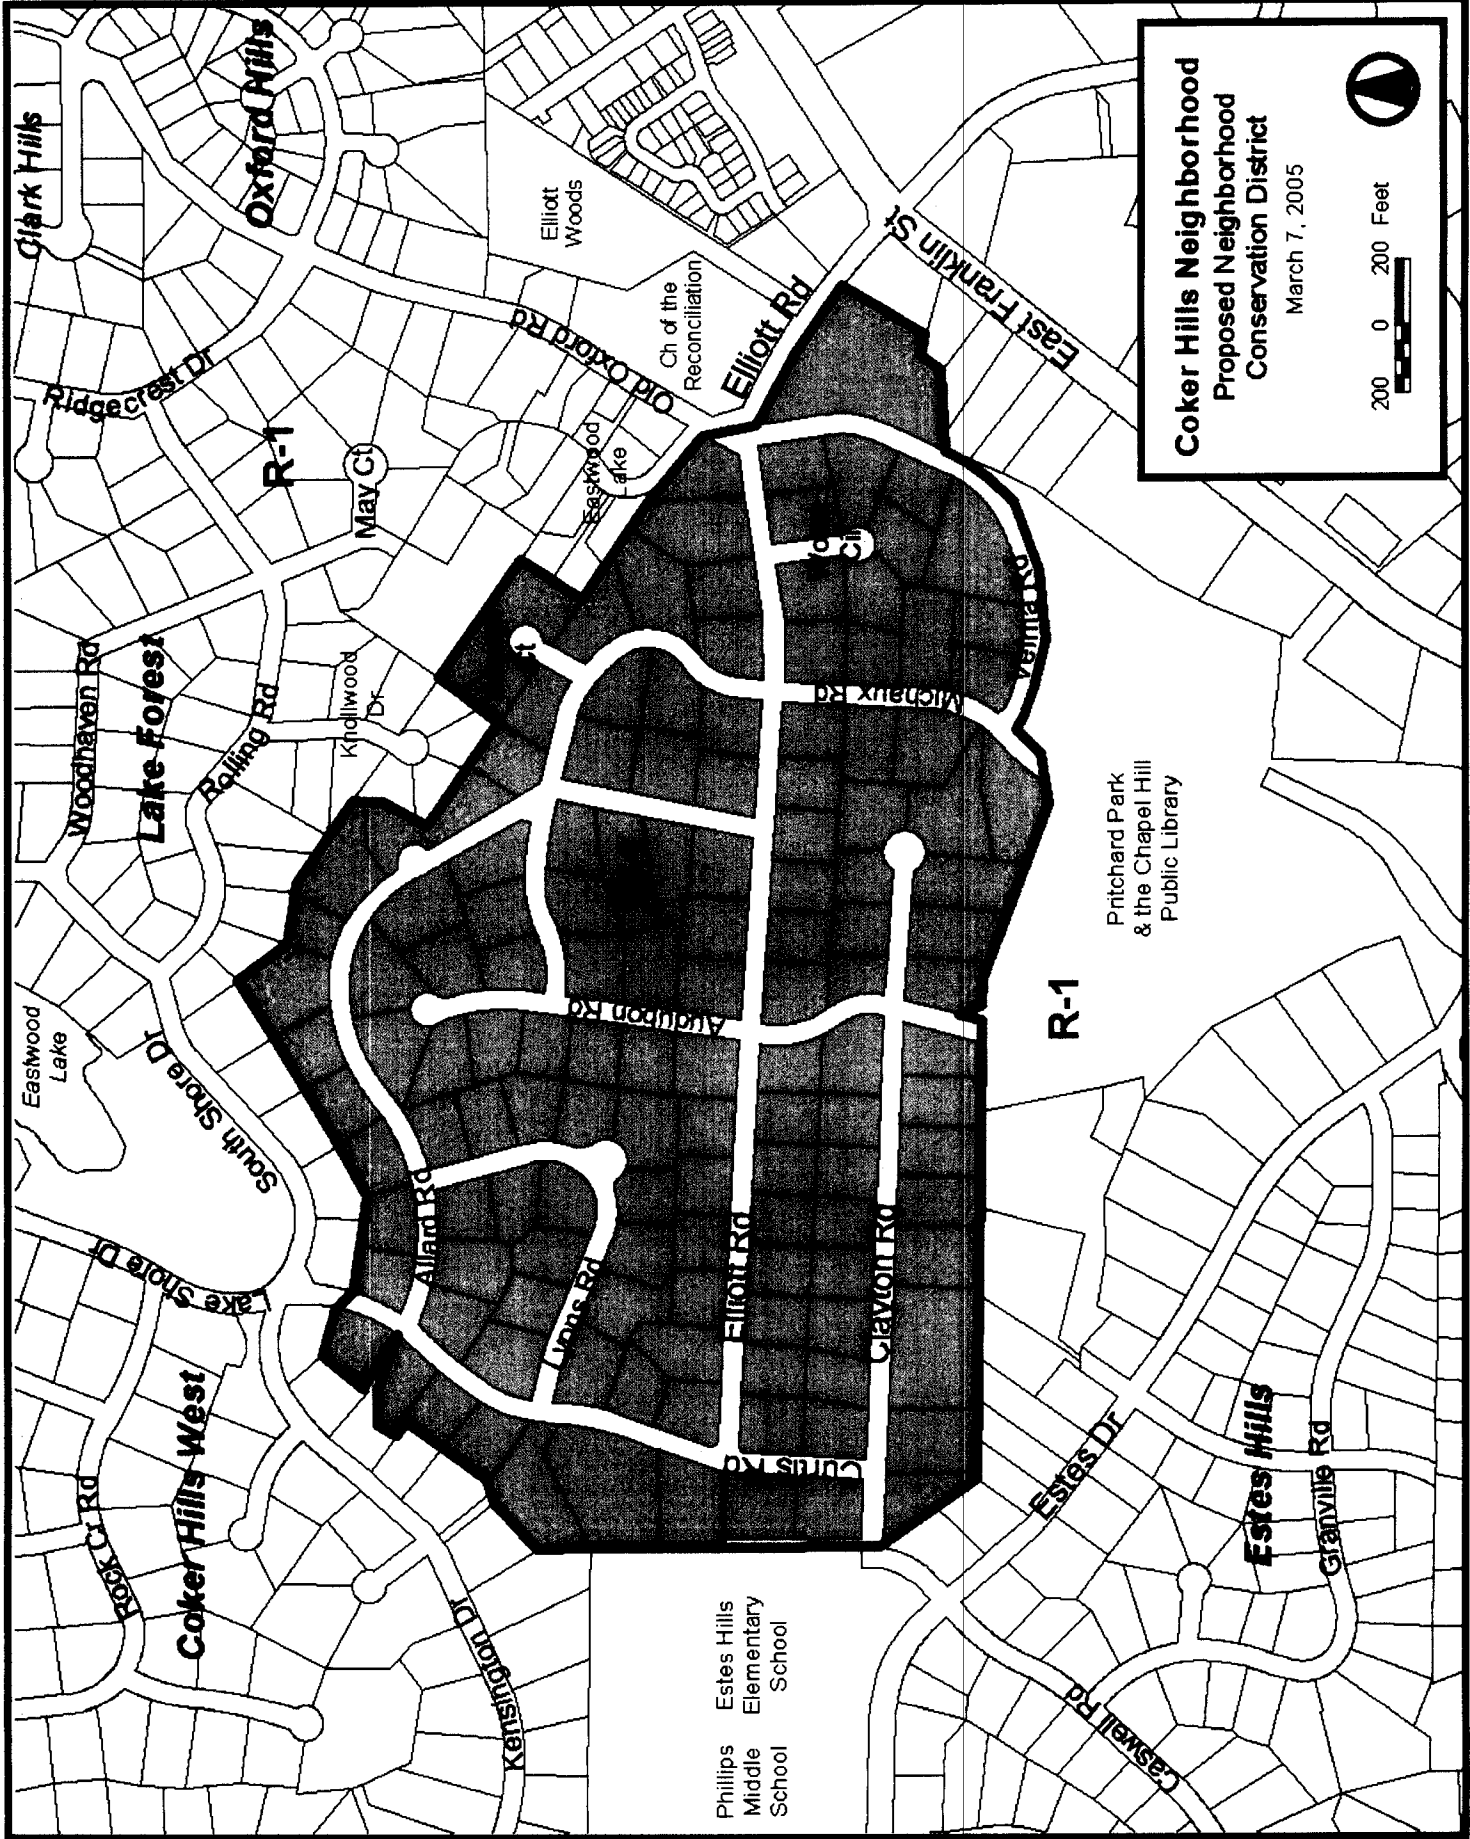 Coker Hills Neighborhood
Proposed Neighborhood
Conservation District
March 7, 2005
200 0 200 Feet
Clark Hills
Oxford Hills
Ridgecrest Dr
R-1
May Ct
Woodhaven Rd
Lake Forest
Rolling Rd
Knollwood
Dr
Eastwood
Lake
South Shore Dr
Lake Shore Dr
Rock Cr Rd
Coker Hills West
Kensington Dr
Elliott
Woods
Old Oxford Rd
Ch of the
Reconciliation
Elliott Rd
Eastwood
Lake
East Franklin St
Ct
Cir
Velma Rd
Michaux Rd
Audubon Rd
Allard Rd
Lyons Rd
Elliott Rd
Clayton Rd
Curtis Rd
Pritchard Park
& the Chapel Hill
Public Library
R-1
Estes Dr
Estes Hills
Granville Rd
Caswell Rd
Phillips
Middle
School
Estes Hills
Elementary
School